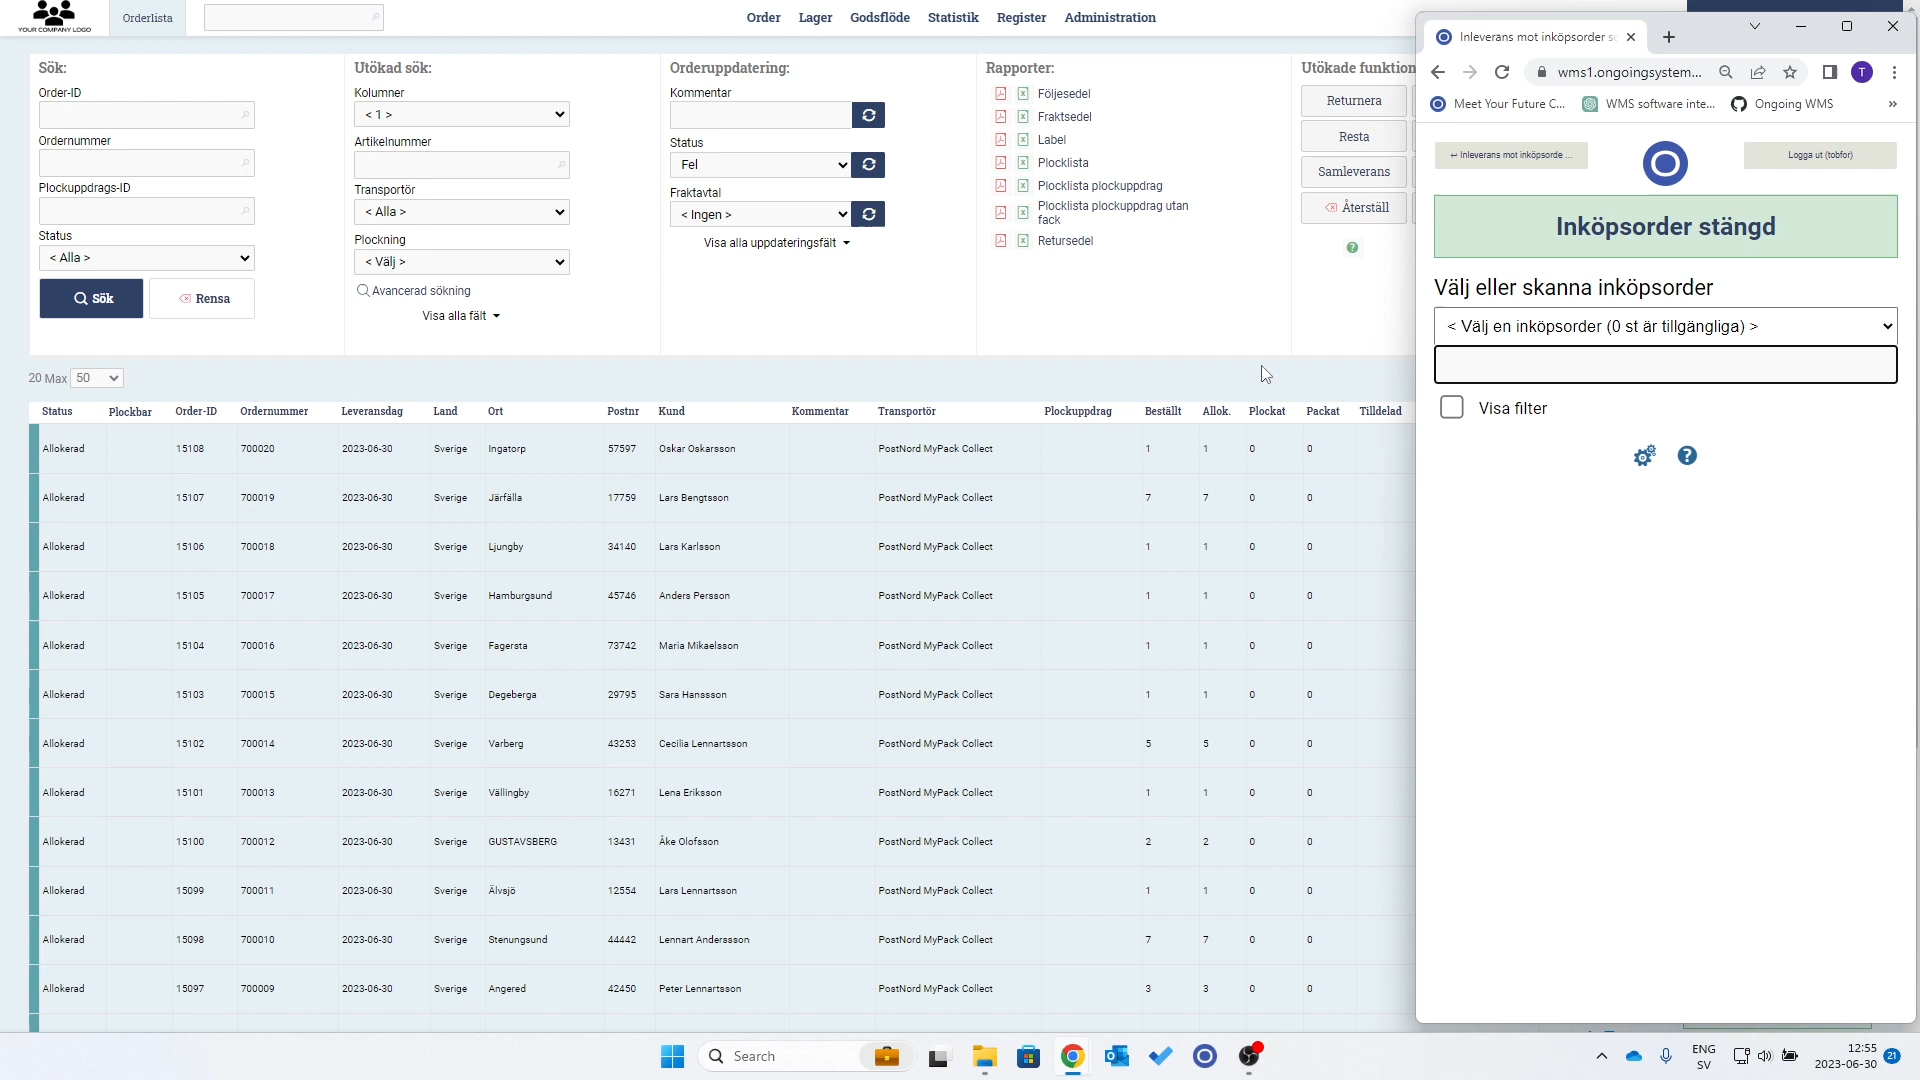 YOUR COMPANY LOGO
Orderlista
Order Lager Godsflöde Statistik Register Administration
Sök:
Order-ID
Ordernummer
Plockuppdrags-ID
Status
< Alla >
Sök Rensa
Utökad sök:
Kolumner
< 1 >
Artikelnummer
Transportör
< Alla >
Plockning
< Välj >
Avancerad sökning
Visa alla fält
Orderuppdatering:
Kommentar
Status
Fel
Fraktavtal
< Ingen >
Visa alla uppdateringsfält
Rapporter:
Följesedel
Fraktsedel
Label
Plocklista
Plocklista plockuppdrag
Plocklista plockuppdrag utan
fack
Retursedel
Utökade funktion
Returnera
Resta
Samleverans
Återställ
?
20 Max 50
Status Plockbar Order-ID Ordernummer Leveransdag Land Ort Postnr Kund Kommentar Transportör Plockuppdrag Beställt Allok. Plockat Packat Tilldelad
Allokerad 15108 700020 2023-06-30 Sverige Ingatorp 57597 Oskar Oskarsson PostNord MyPack Collect 1 1 0 0
Allokerad 15107 700019 2023-06-30 Sverige Järfälla 17759 Lars Bengtsson PostNord MyPack Collect 7 7 0 0
Allokerad 15106 700018 2023-06-30 Sverige Ljungby 34140 Lars Karlsson PostNord MyPack Collect 1 1 0 0
Allokerad 15105 700017 2023-06-30 Sverige Hamburgsund 45746 Anders Persson PostNord MyPack Collect 1 1 0 0
Allokerad 15104 700016 2023-06-30 Sverige Fagersta 73742 Maria Mikaelsson PostNord MyPack Collect 1 1 0 0
Allokerad 15103 700015 2023-06-30 Sverige Degeberga 29795 Sara Hanssson PostNord MyPack Collect 1 1 0 0
Allokerad 15102 700014 2023-06-30 Sverige Varberg 43253 Cecilia Lennartsson PostNord MyPack Collect 5 5 0 0
Allokerad 15101 700013 2023-06-30 Sverige Vällingby 16271 Lena Eriksson PostNord MyPack Collect 1 1 0 0
Allokerad 15100 700012 2023-06-30 Sverige GUSTAVSBERG 13431 Åke Olofsson PostNord MyPack Collect 2 2 0 0
Allokerad 15099 700011 2023-06-30 Sverige Älvsjö 12554 Lars Lennartsson PostNord MyPack Collect 1 1 0 0
Allokerad 15098 700010 2023-06-30 Sverige Stenungsund 44442 Lennart Anderssson PostNord MyPack Collect 7 7 0 0
Allokerad 15097 700009 2023-06-30 Sverige Angered 42450 Peter Lennartsson PostNord MyPack Collect 3 3 0 0
Inleverans mot inköpsorder
wms1.ongoingsystem... T
Meet Your Future C... WMS software inte... Ongoing WMS »
↩ Inleverans mot inköpsorde ... Logga ut (tobfor)
Inköpsorder stängd
Välj eller skanna inköpsorder
< Välj en inköpsorder (0 st är tillgängliga) >
Visa filter
?
Search
ENG
SV
12:55
2023-06-30
21